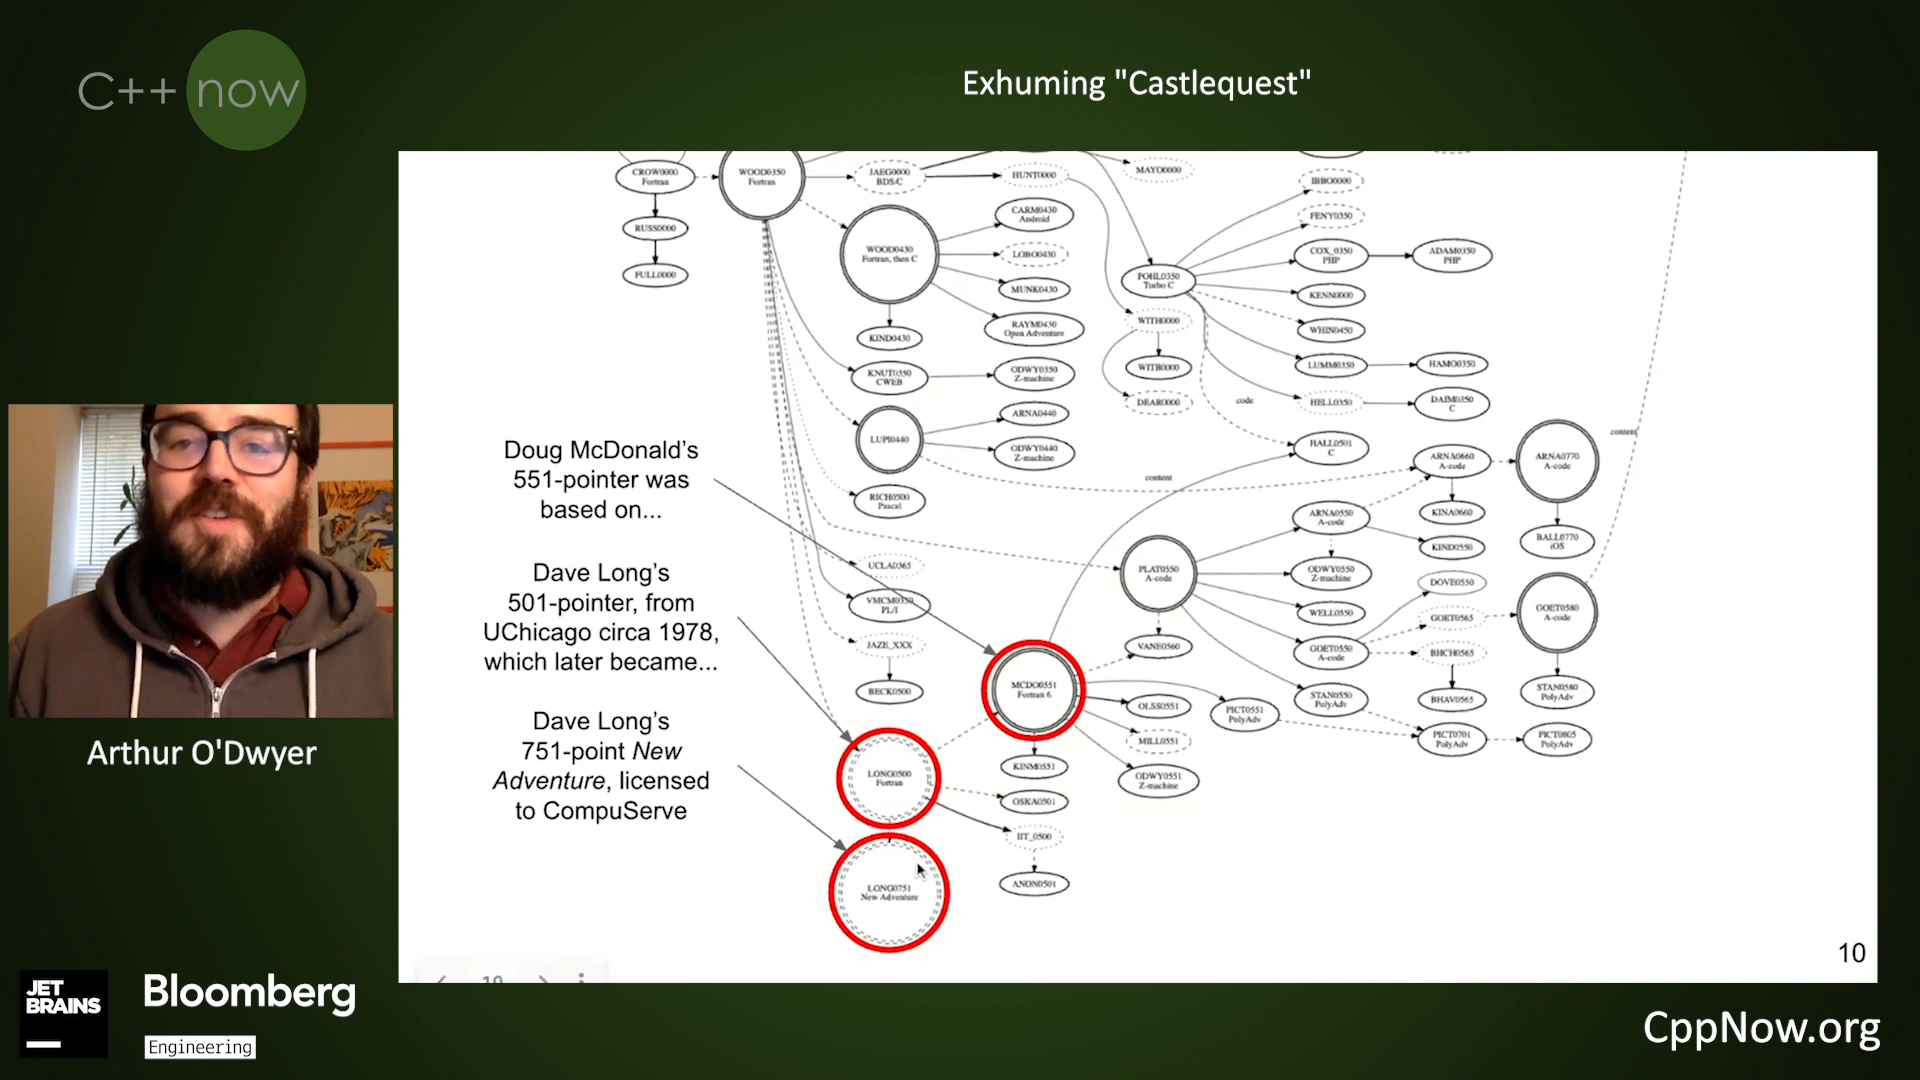 C++ now
Exhuming "Castlequest"
CROW0000
Fortran
RUSS0000
FULL0000
WOOD0350
Fortran
JAEG0000
BDS-C
HUNT0000
MAYO0000
IBBO0000
FENY0350
COX_0350
PHP
ADAM0350
PHP
CARM0430
Android
WOOD0430
Fortran, then C
LOBO0430
MUNK0430
RAYM0430
Open Adventure
KIND0430
POHL0350
Turbo C
KENN0000
WITH0000
WHIN0450
WITB0000
LUMM0350
HAMO0350
KNUT0350
CWEB
ODWY0350
Z-machine
DEAR0000
code
HELL0350
DAIM0350
C
LUPI0440
ARNA0440
ODWY0440
Z-machine
HALL0501
C
content
ARNA0660
A-code
ARNA0770
A-code
content
RICH0500
Pascal
ARNA0550
A-code
KINA0660
KIND0550
BALL0770
iOS
UCLA0365
PLAT0550
A-code
ODWY0550
Z-machine
DOVE0550
VMCM0350
PL/I
WELL0550
GOET0565
GOET0580
A-code
JAZE_XXX
VANE0560
GOET0550
A-code
BHCH0565
BECK0500
MCDO0551
Fortran 6
OLSS0551
PICT0551
PolyAdv
STAN0550
PolyAdv
BHAV0565
STAN0580
PolyAdv
MILL0551
PICT0701
PolyAdv
PICT0805
PolyAdv
KINM0551
ODWY0551
Z-machine
LONG0500
Fortran
OSKA0501
IIT_0500
ANON0501
LONG0751
New Adventure
Doug McDonald’s
551-pointer was
based on...
Dave Long’s
501-pointer, from
UChicago circa 1978,
which later became...
Dave Long’s
751-point New
Adventure, licensed
to CompuServe
10
Arthur O'Dwyer
JET
BRAINS
Bloomberg
Engineering
CppNow.org